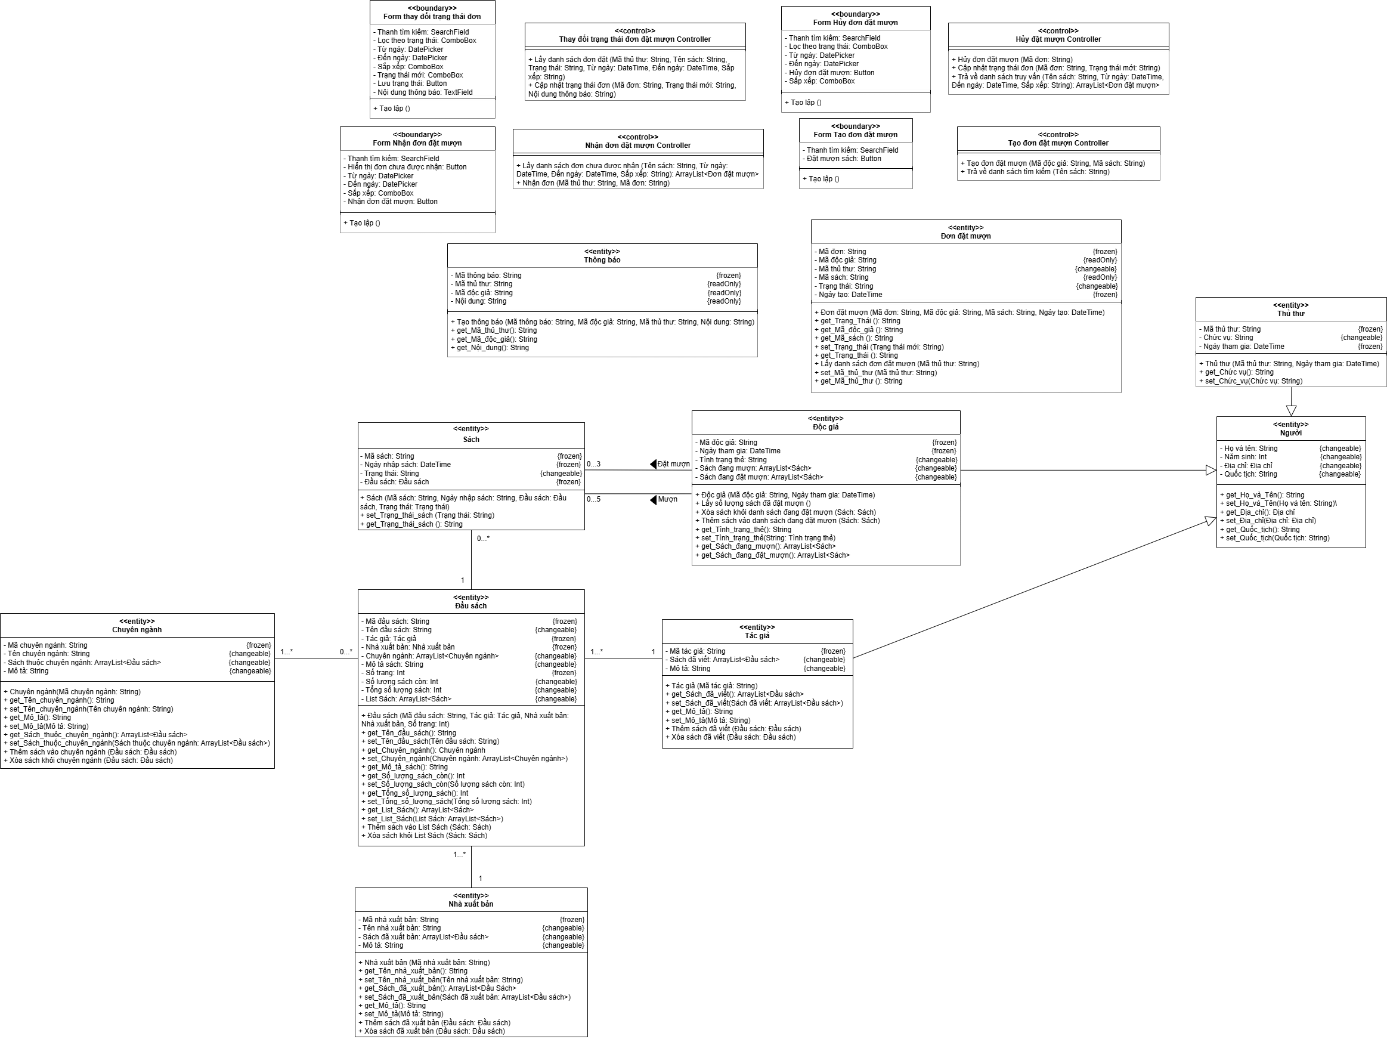 <<boundary>>
Form thay đổi trạng thái đơn
- Thanh tìm kiếm: SearchField
- Lọc theo trạng thái: ComboBox
- Từ ngày: DatePicker
- Đến ngày: DatePicker
- Sắp xếp: ComboBox
- Trạng thái mới: ComboBox
- Lưu trạng thái: Button
- Nội dung thông báo: TextField
+ Tạo lập ()
<<control>>
Thay đổi trạng thái đơn đặt mượn Controller
+ Lấy danh sách đơn đặt (Mã thủ thư: String, Tên sách: String,
Trạng thái: String, Từ ngày: DateTime, Đến ngày: DateTime, Sắp
xếp: String)
+ Cập nhật trạng thái đơn (Mã đơn: String, Trạng thái mới: String,
Nội dung thông báo: String)
<<boundary>>
Form Hủy đơn đặt mượn
- Thanh tìm kiếm: SearchField
- Lọc theo trạng thái: ComboBox
- Từ ngày: DatePicker
- Đến ngày: DatePicker
- Hủy đơn đặt mượn: Button
- Sắp xếp: ComboBox
+ Tạo lập ()
<<control>>
Hủy đặt mượn Controller
+ Hủy đơn đặt mượn (Mã đơn: String)
+ Cập nhật trạng thái đơn (Mã đơn: String, Trạng thái mới: String)
+ Trả về danh sách truy vấn (Tên sách: String, Từ ngày: DateTime,
Đến ngày: DateTime, Sắp xếp: String): ArrayList<Đơn đặt mượn>
<<boundary>>
Form Nhận đơn đặt mượn
- Thanh tìm kiếm: SearchField
- Hiển thị đơn chưa được nhận: Button
- Từ ngày: DatePicker
- Đến ngày: DatePicker
- Sắp xếp: ComboBox
- Nhận đơn đặt mượn: Button
+ Tạo lập ()
<<control>>
Nhận đơn đặt mượn Controller
+ Lấy danh sách đơn chưa được nhận (Tên sách: String, Từ ngày:
DateTime, Đến ngày: DateTime, Sắp xếp: String): ArrayList<Đơn đặt mượn>
+ Nhận đơn (Mã thủ thư: String, Mã đơn: String)
<<boundary>>
Form Tạo đơn đặt mượn
- Thanh tìm kiếm: SearchField
- Đặt mượn sách: Button
+ Tạo lập ()
<<control>>
Tạo đơn đặt mượn Controller
+ Tạo đơn đặt mượn (Mã độc giả: String, Mã sách: String)
+ Trả về danh sách tìm kiếm (Tên sách: String)
<<entity>>
Thông báo
- Mã thông báo: String {frozen}
- Mã thủ thư: String {readOnly}
- Mã độc giả: String {readOnly}
- Nội dung: String {readOnly}
+ Tạo thông báo (Mã thông báo: String, Mã độc giả: String, Mã thủ thư: String, Nội dung: String)
+ get_Mã_thủ_thư(): String
+ get_Mã_độc_giả(): String
+ get_Nội_dung(): String
<<entity>>
Đơn đặt mượn
- Mã đơn: String {frozen}
- Mã độc giả: String {readOnly}
- Mã thủ thư: String {changeable}
- Mã sách: String {readOnly}
- Trạng thái: String {changeable}
- Ngày tạo: DateTime {frozen}
+ Đơn đặt mượn (Mã đơn: String, Mã độc giả: String, Mã sách: String, Ngày tạo: DateTime)
+ get_Trạng_Thái (): String
+ get_Mã_độc_giả (): String
+ get_Mã_sách (): String
+ set_Trạng_thái (Trạng thái mới: String)
+ get_Trạng_thái (): String
+ Lấy danh sách đơn đặt mượn (Mã thủ thư: String)
+ set_Mã_thủ_thư (Mã thủ thư: String)
+ get_Mã_thủ_thư (): String
<<entity>>
Thủ thư
- Mã thủ thư: String {frozen}
- Chức vụ: String {changeable}
- Ngày tham gia: DateTime {frozen}
+ Thủ thư (Mã thủ thư: String, Ngày tham gia: DateTime)
+ get_Chức vụ(): String
+ set_Chức_vụ(Chức vụ: String)
<<entity>>
Sách
- Mã sách: String {frozen}
- Ngày nhập sách: DateTime {frozen}
- Trạng thái: String {changeable}
- Đầu sách: Đầu sách {frozen}
+ Sách (Mã sách: String, Ngày nhập sách: String, Đầu sách: Đầu
sách, Trạng thái: Trạng thái)
+ set_Trạng_thái_sách (Trạng thái: String)
+ get_Trạng_thái_sách (): String
0...3
Đặt mượn
0...5
Mượn
<<entity>>
Độc giả
- Mã độc giả: String {frozen}
- Ngày tham gia: DateTime {frozen}
- Tình trạng thẻ: String {changeable}
- Sách đang mượn: ArrayList<Sách> {changeable}
- Sách đang đặt mượn: ArrayList<Sách> {changeable}
+ Độc giả (Mã độc giả: String, Ngày tham gia: DateTime)
+ Lấy số lượng sách đã đặt mượn ()
+ Xóa sách khỏi danh sách đang đặt mượn (Sách: Sách)
+ Thêm sách vào danh sách đang đặt mượn (Sách: Sách)
+ get_Tình_trạng_thẻ(): String
+ set_Tình_trạng_thẻ(String: Tình trạng thẻ)
+ get_Sách_đang_mượn(): ArrayList<Sách>
+ get_Sách_đang_đặt_mượn(): ArrayList<Sách>
<<entity>>
Người
- Họ và tên: String {changeable}
- Năm sinh: Int {changeable}
- Địa chỉ: Địa chỉ {changeable}
- Quốc tịch: String {changeable}
+ get_Họ_và_Tên(): String
+ set_Họ_và_Tên(Họ và tên: String)\
+ get_Địa_chỉ(): Địa chỉ
+ set_Địa_chỉ(Địa chỉ: Địa chỉ)
+ get_Quốc_tịch(): String
+ set_Quốc_tịch(Quốc tịch: String)
0...*
1
<<entity>>
Chuyên ngành
- Mã chuyên ngành: String {frozen}
- Tên chuyên ngành: String {changeable}
- Sách thuộc chuyên ngành: ArrayList<Đầu sách> {changeable}
- Mô tả: String {changeable}
+ Chuyên ngành(Mã chuyên ngành: String)
+ get_Tên_chuyên_ngành(): String
+ set_Tên_chuyên_ngành(Tên chuyên ngành: String)
+ get_Mô_tả(): String
+ set_Mô_tả(Mô tả: String)
+ get_Sách_thuộc_chuyên_ngành(): ArrayList<Đầu sách>
+ set_Sách_thuộc_chuyên_ngành(Sách thuộc chuyên ngành: ArrayList<Đầu sách>)
+ Thêm sách vào chuyên ngành (Đầu sách: Đầu sách)
+ Xóa sách khỏi chuyên ngành (Đầu sách: Đầu sách)
1...*
0...*
<<entity>>
Đầu sách
- Mã đầu sách: String {frozen}
- Tên đầu sách: String {changeable}
- Tác giả: Tác giả {frozen}
- Nhà xuất bản: Nhà xuất bản {frozen}
- Chuyên ngành: ArrayList<Chuyên ngành> {changeable}
- Mô tả sách: String {changeable}
- Số trang: Int {frozen}
- Số lượng sách còn: Int {changeable}
- Tổng số lượng sách: Int {changeable}
- List Sách: ArrayList<Sách> {changeable}
+ Đầu sách (Mã đầu sách: String, Tác giả: Tác giả, Nhà xuất bản:
Nhà xuất bản, Số trang: Int)
+ get_Tên_đầu_sách(): String
+ set_Tên_đầu_sách(Tên đầu sách: String)
+ get_Chuyên_ngành(): Chuyên ngành
+ set_Chuyên_ngành(Chuyên ngành: ArrayList<Chuyên ngành>)
+ get_Mô_tả_sách(): String
+ get_Số_lượng_sách_còn(): Int
+ set_Số_lượng_sách_còn(Số lượng sách còn: Int)
+ get_Tổng_số_lượng_sách(): Int
+ set_Tổng_số_lượng_sách(Tổng số lượng sách: Int)
+ get_List_Sách(): ArrayList<Sách>
+ set_List_Sách(List Sách: ArrayList<Sách>)
+ Thêm sách vào List Sách (Sách: Sách)
+ Xóa sách khỏi List Sách (Sách: Sách)
1...*
1
<<entity>>
Tác giả
- Mã tác giả: String {frozen}
- Sách đã viết: ArrayList<Đầu sách> {changeable}
- Mô tả: String {changeable}
+ Tác giả (Mã tác giả: String)
+ get_Sách_đã_viết(): ArrayList<Đầu sách>
+ set_Sách_đã_viết(Sách đã viết: ArrayList<Đầu sách>)
+ get_Mô_tả(): String
+ set_Mô_tả(Mô tả: String)
+ Thêm sách đã viết (Đầu sách: Đầu sách)
+ Xóa sách đã viết (Đầu sách: Đầu sách)
1...*
1
<<entity>>
Nhà xuất bản
- Mã nhà xuất bản: String {frozen}
- Tên nhà xuất bản: String {changeable}
- Sách đã xuất bản: ArrayList<Đầu sách> {changeable}
- Mô tả: String {changeable}
+ Nhà xuất bản (Mã nhà xuất bản: String)
+ get_Tên_nhà_xuất_bản(): String
+ set_Tên_nhà_xuất_bản(Tên nhà xuất bản: String)
+ get_Sách_đã_xuất_bản(): ArrayList<Đầu Sách>
+ set_Sách_đã_xuất_bản(Sách đã xuất bản: ArrayList<Đầu sách>)
+ get_Mô_tả(): String
+ set_Mô_tả(Mô tả: String)
+ Thêm sách đã xuất bản (Đầu sách: Đầu sách)
+ Xóa sách đã xuất bản (Đầu sách: Đầu sách)